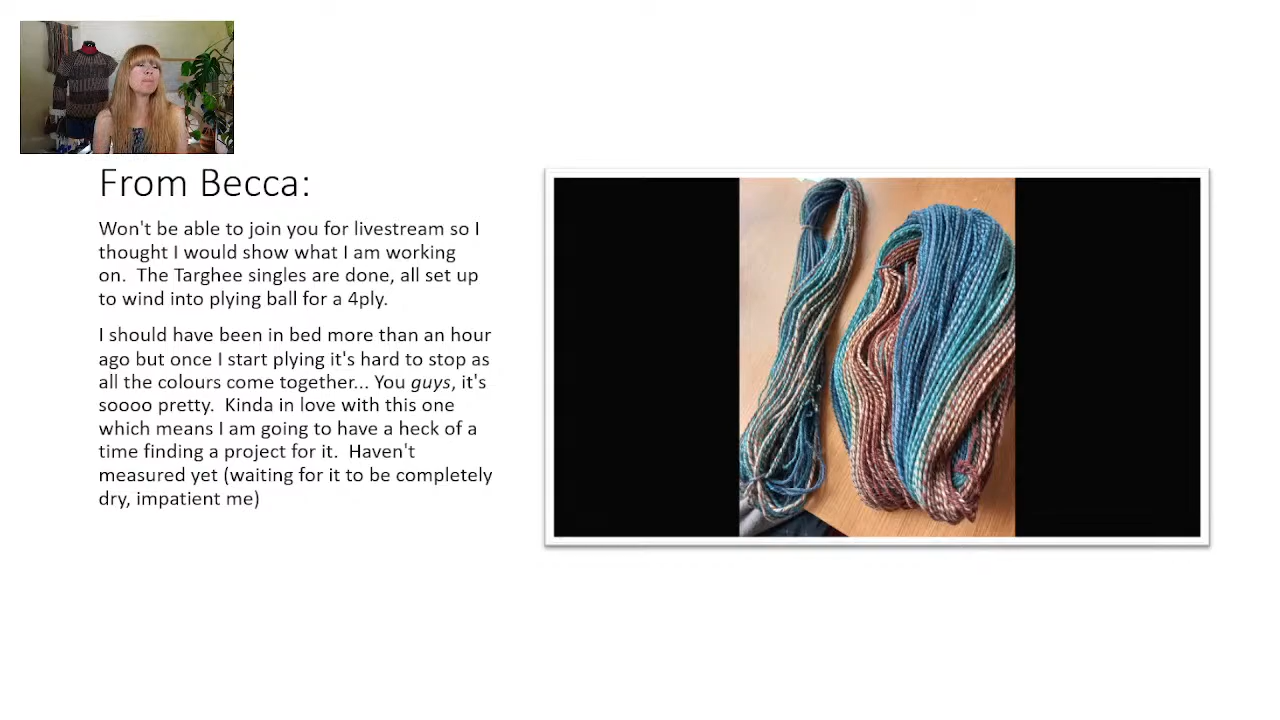 From Becca:
Won't be able to join you for livestream so I
thought I would show what I am working
on.  The Targhee singles are done, all set up
to wind into plying ball for a 4ply.
I should have been in bed more than an hour
ago but once I start plying it's hard to stop as
all the colours come together... You guys, it's
soooo pretty.  Kinda in love with this one
which means I am going to have a heck of a
time finding a project for it.  Haven't
measured yet (waiting for it to be completely
dry, impatient me)